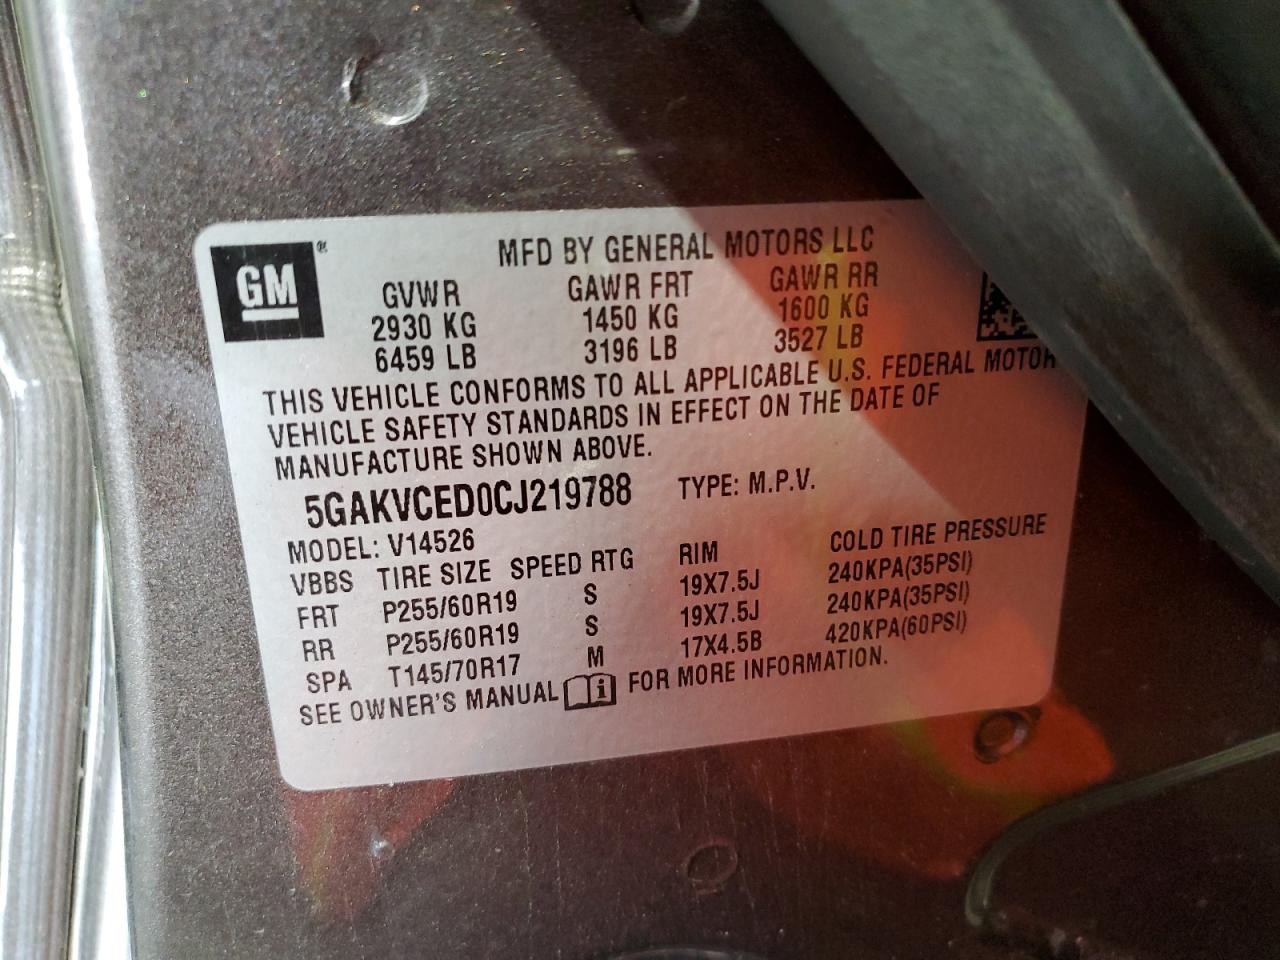 GM ®
MFD BY GENERAL MOTORS LLC
GVWR GAWR FRT GAWR RR
2930 KG 1450 KG 1600 KG
6459 LB 3196 LB 3527 LB
THIS VEHICLE CONFORMS TO ALL APPLICABLE U.S. FEDERAL MOTOR
VEHICLE SAFETY STANDARDS IN EFFECT ON THE DATE OF
MANUFACTURE SHOWN ABOVE.
5GAKVCED0CJ219788 TYPE: M.P.V.
MODEL: V14526
VBBS TIRE SIZE SPEED RTG RIM COLD TIRE PRESSURE
FRT P255/60R19 S 19X7.5J 240KPA(35PSI)
RR P255/60R19 S 19X7.5J 240KPA(35PSI)
SPA T145/70R17 M 17X4.5B 420KPA(60PSI)
SEE OWNER'S MANUAL i FOR MORE INFORMATION.